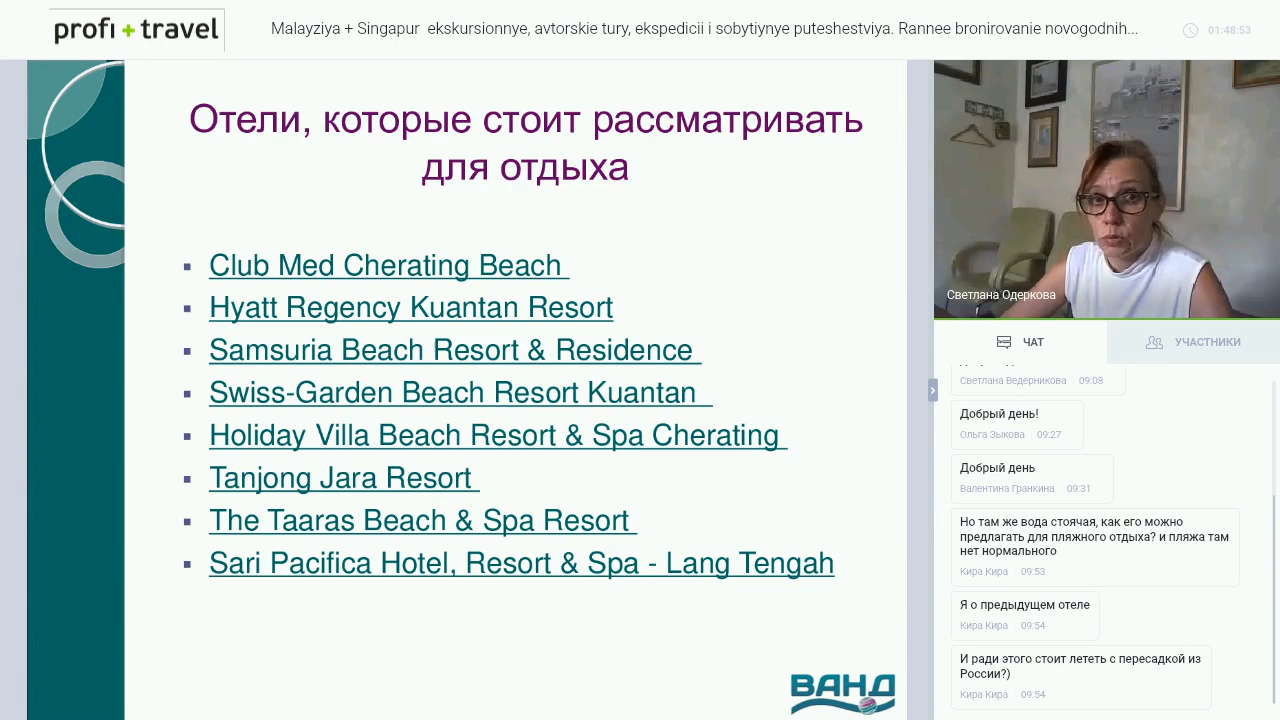 profi + travel
Malayziya + Singapur ekskursionnye, avtorskie tury, ekspedicii i sobytiynye puteshestviya. Rannee bronirovanie novogodnih...
01:48:53
Отели, которые стоит рассматривать
для отдыха
Club Med Cherating Beach
Hyatt Regency Kuantan Resort
Samsuria Beach Resort & Residence
Swiss-Garden Beach Resort Kuantan
Holiday Villa Beach Resort & Spa Cherating
Tanjong Jara Resort
The Taaras Beach & Spa Resort
Sari Pacifica Hotel, Resort & Spa - Lang Tengah
ВАНД
Светлана Одеркова
ЧАТ
УЧАСТНИКИ
Светлана Ведерникова 09:08
Добрый день!
Ольга Зыкова 09:27
Добрый день
Валентина Гранкина 09:31
Но там же вода стоячая, как его можно
предлагать для пляжного отдыха? и пляжа там
нет нормального
Кира Кира 09:53
Я о предыдущем отеле
Кира Кира 09:54
И ради этого стоит лететь с пересадкой из
России?)
Кира Кира 09:54